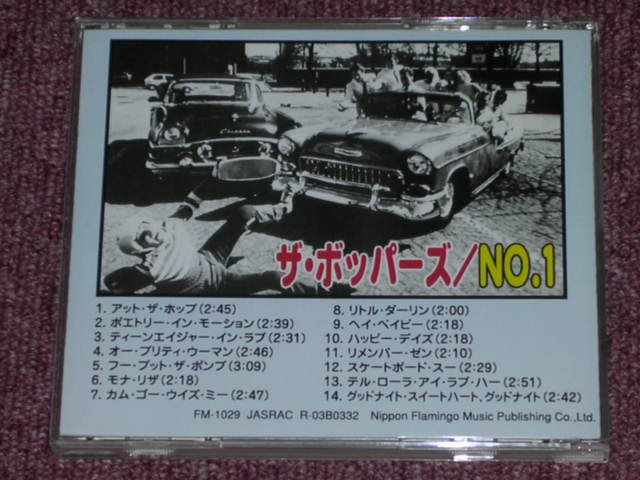 ザ・ボッパーズ/NO.1
1. アット・ザ・ホップ(2:45)
2. ポエトリー・イン・モーション(2:39)
3. ティーンエイジャー・イン・ラブ(2:31)
4. オー・プリティ・ウーマン(2:46)
5. フー・プット・ザ・ボンプ(3:09)
6. モナ・リザ(2:18)
7. カム・ゴー・ウイズ・ミー(2:47)
8. リトル・ダーリン(2:00)
9. ヘイ・ベイビー(2:18)
10. ハッピー・デイズ(2:18)
11. リメンバー・ゼン(2:10)
12. スケートボード・スー(2:29)
13. テル・ローラ・アイ・ラブ・ハー(2:51)
14. グッドナイト・スイートハート、グッドナイト(2:42)
FM-1029 JASRAC R-03B0332 Nippon Flamingo Music Publishing Co.,Ltd.